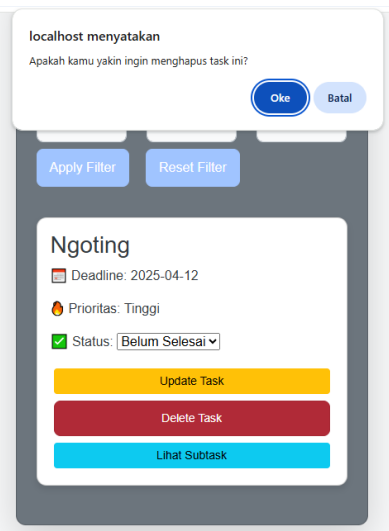 localhost menyatakan
Apakah kamu yakin ingin menghapus task ini?
Oke Batal
Apply Filter Reset Filter
Ngoting
Deadline: 2025-04-12
Prioritas: Tinggi
Status: Belum Selesai
Update Task
Delete Task
Lihat Subtask